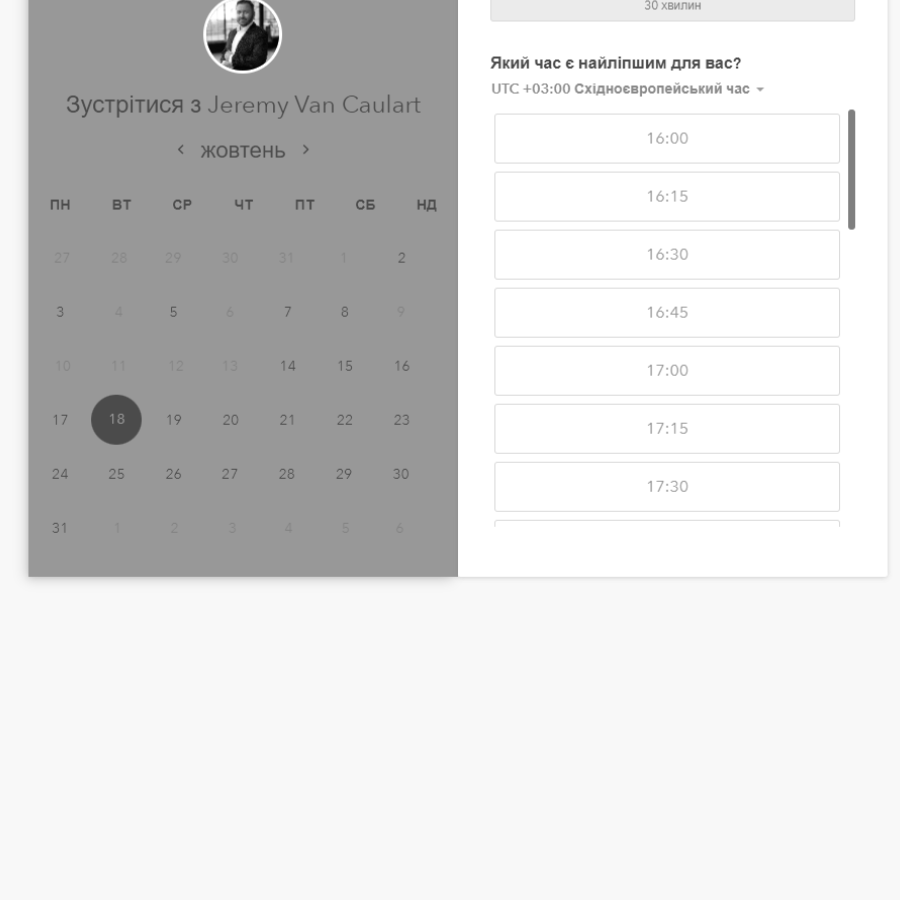 Зустрітися з Jeremy Van Caulart
жовтень
ПН ВТ СР ЧТ ПТ СБ НД
27 28 29 30 31 1 2
3 4 5 6 7 8 9
10 11 12 13 14 15 16
17 18 19 20 21 22 23
24 25 26 27 28 29 30
31 1 2 3 4 5 6
30 хвилин
Який час є найліпшим для вас?
UTC +03:00 Східноєвропейський час
16:00
16:15
16:30
16:45
17:00
17:15
17:30